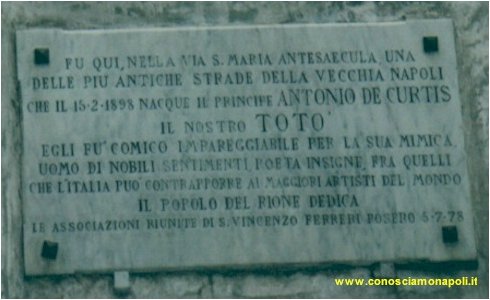 FU QUI, NELLA VIA S. MARIA ANTESAECULA, UNA
DELLE PIU ANTICHE STRADE DELLA VECCHIA NAPOLI
CHE IL 15-2-1898 NACQUE IL PRINCIPE ANTONIO DE CURTIS
IL NOSTRO TOTO'
EGLI FU' COMICO IMPAREGGIABILE PER LA SUA MIMICA
UOMO DI NOBILI SENTIMENTI, POETA INSIGNE, FRA QUELLI
CHE L'ITALIA PUO' CONTRAPPORRE AI MAGGIORI ARTISTI DEL MONDO
IL POPOLO DEL RIONE DEDICA
LE ASSOCIAZIONI RIUNITE DI S. VINCENZO FERRERI POSERO 5-7-78
www.conosciamonapoli.it